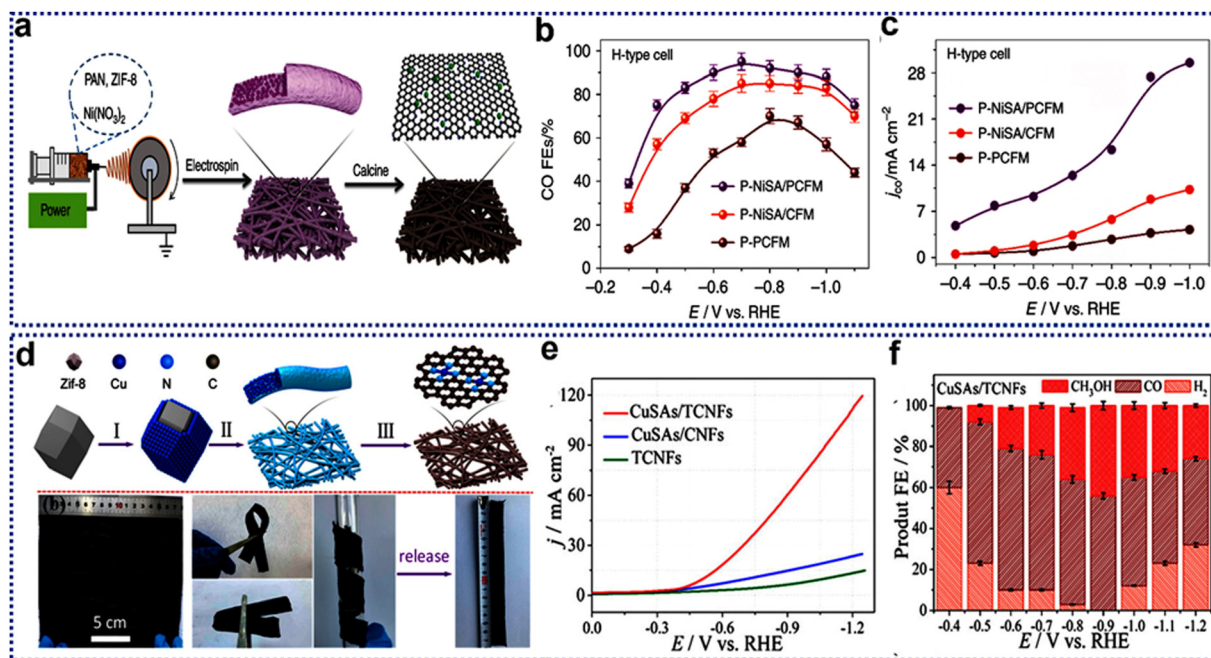 a
PAN, ZIF-8
Ni(NO₃)₂
Power
Electrospin
Calcine
b
H-type cell
CO FEs/%
100
80
60
40
20
0
P-NiSA/PCFM
P-NiSA/CFM
P-PCFM
−0.2 −0.4 −0.6 −0.8 −1.0
E / V vs. RHE
c
H-type cell
jco/mA cm−2
28
21
14
7
0
P-NiSA/PCFM
P-NiSA/CFM
P-PCFM
−0.4 −0.5 −0.6 −0.7 −0.8 −0.9 −1.0
E / V vs. RHE
d
Zif-8 Cu N C
I II III
(b)
5 cm
release
e
j / mA cm-2
120
90
60
30
0
CuSAs/TCNFs
CuSAs/CNFs
TCNFs
0.0 -0.3 -0.6 -0.9 -1.2
E / V vs. RHE
f
CuSAs/TCNFs
CH₃OH CO H₂
Produt FE / %
100
80
60
40
20
0
-0.4 -0.5 -0.6 -0.7 -0.8 -0.9 -1.0 -1.1 -1.2
E / V vs. RHE